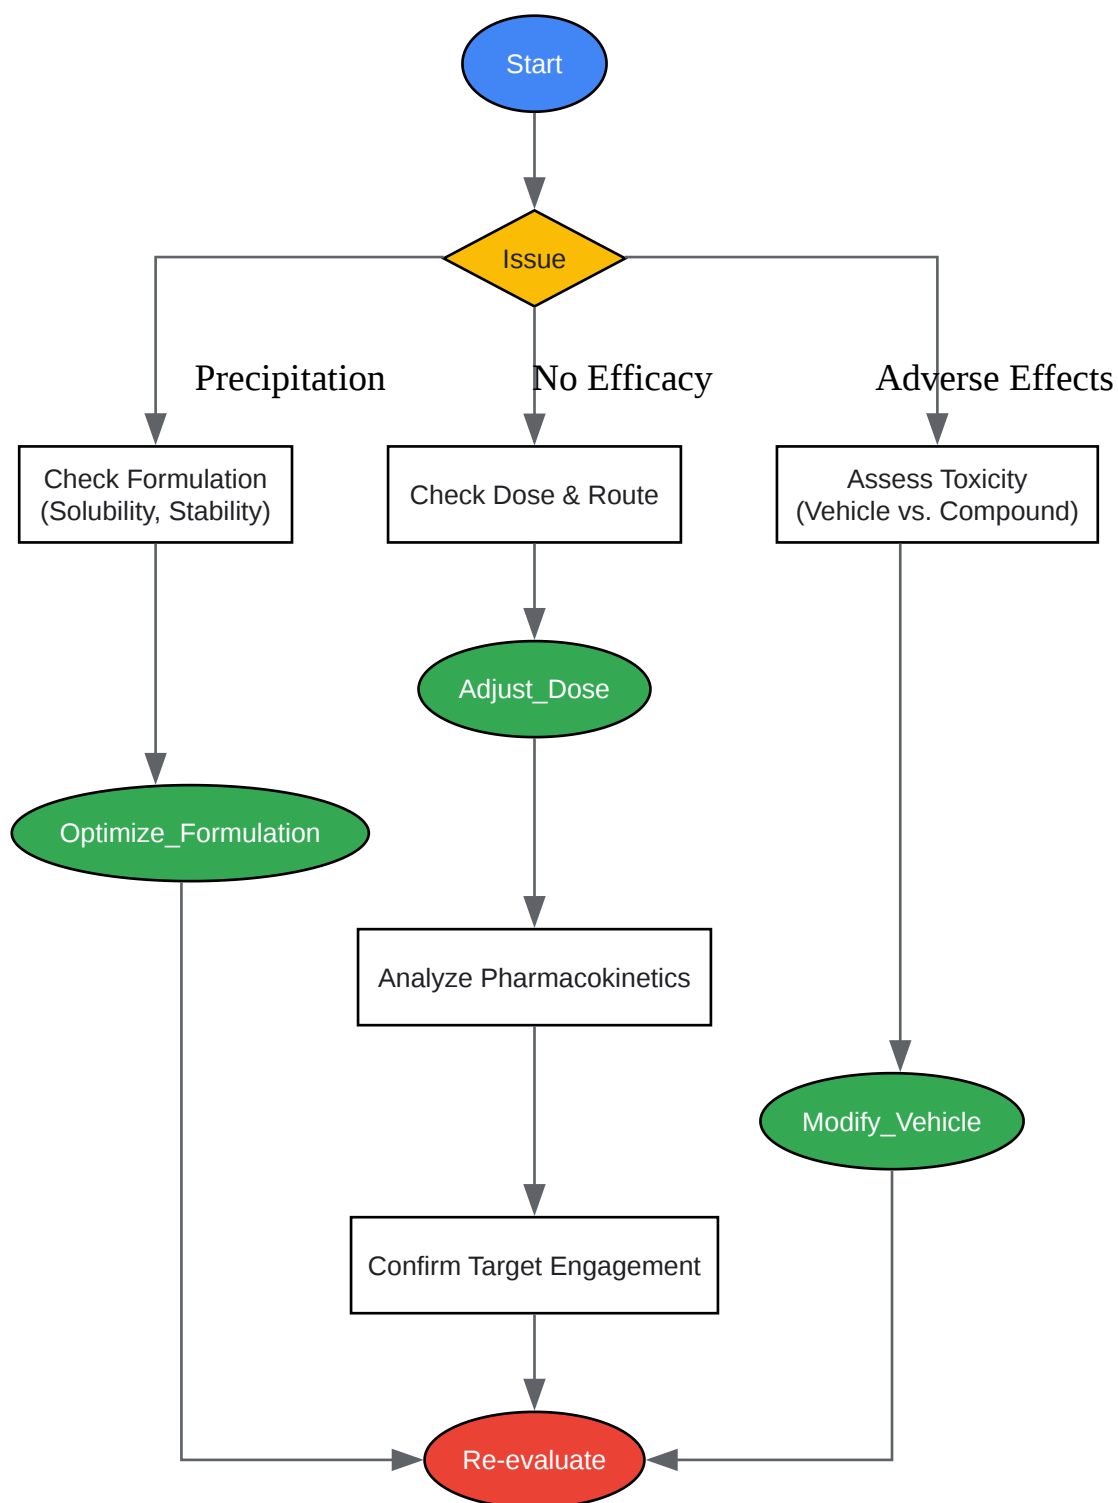 Start
Issue
Precipitation
No Efficacy
Adverse Effects
Check Formulation
(Solubility, Stability)
Check Dose & Route
Assess Toxicity
(Vehicle vs. Compound)
Adjust_Dose
Optimize_Formulation
Analyze Pharmacokinetics
Modify_Vehicle
Confirm Target Engagement
Re-evaluate